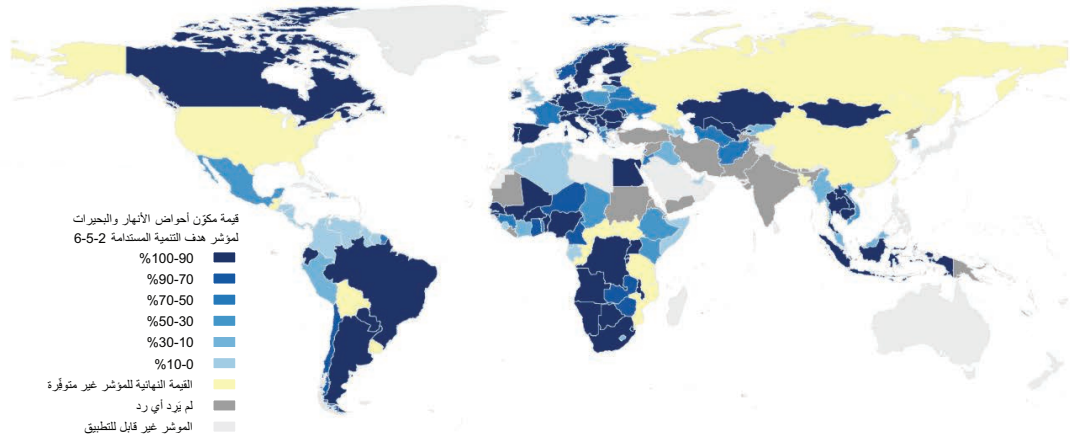 قيمة مكوّن أحواض الأنهار والبحيرات
لمؤشر هدف التنمية المستدامة 2-5-6
%100-90
%90-70
%70-50
%50-30
%30-10
%10-0
القيمة النهائية للمؤشر غير متوفّرة
لم يَرِد أي رد
الموشر غير قابل للتطبيق